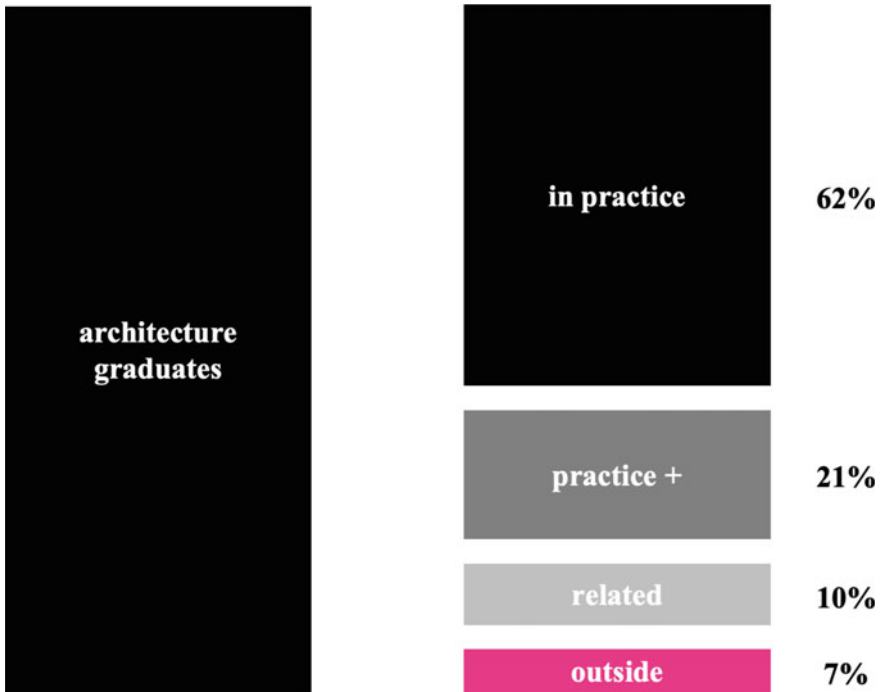 in practice
62%
architecture
graduates
practice +
21%
related
10%
outside
7%